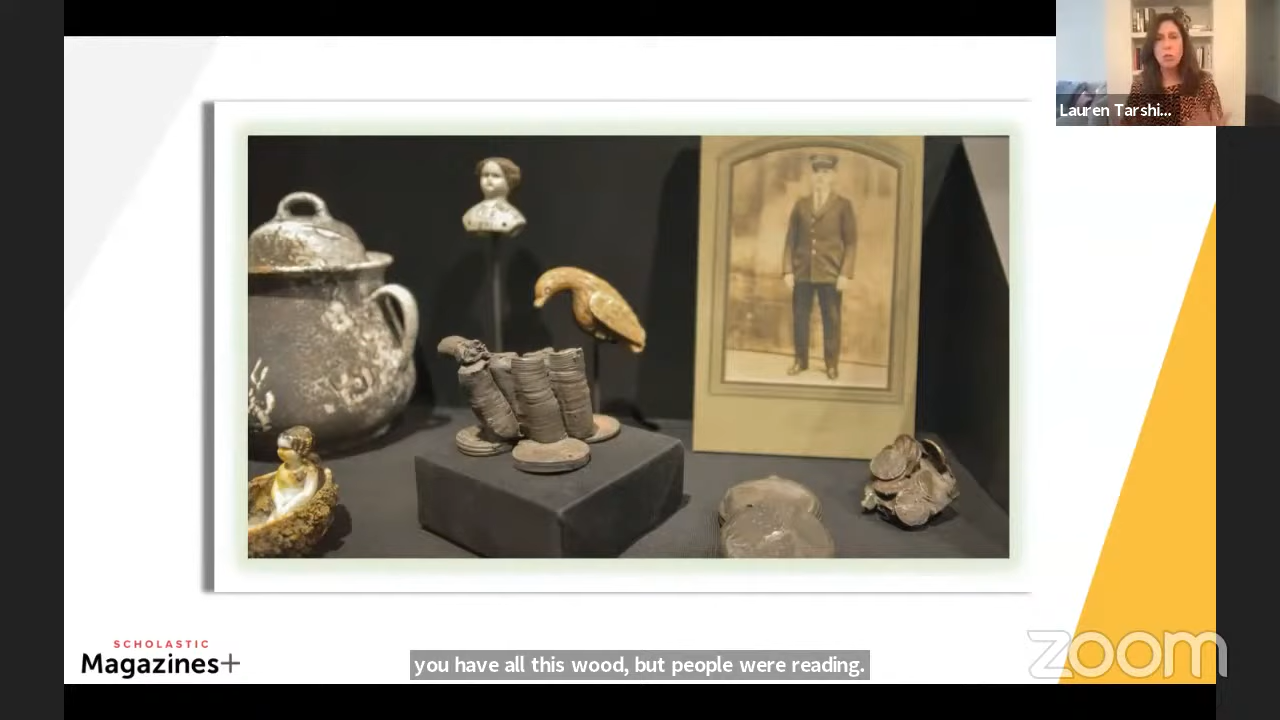 Lauren Tarshi...
SCHOLASTIC
Magazines+
you have all this wood, but people were reading.
zoom